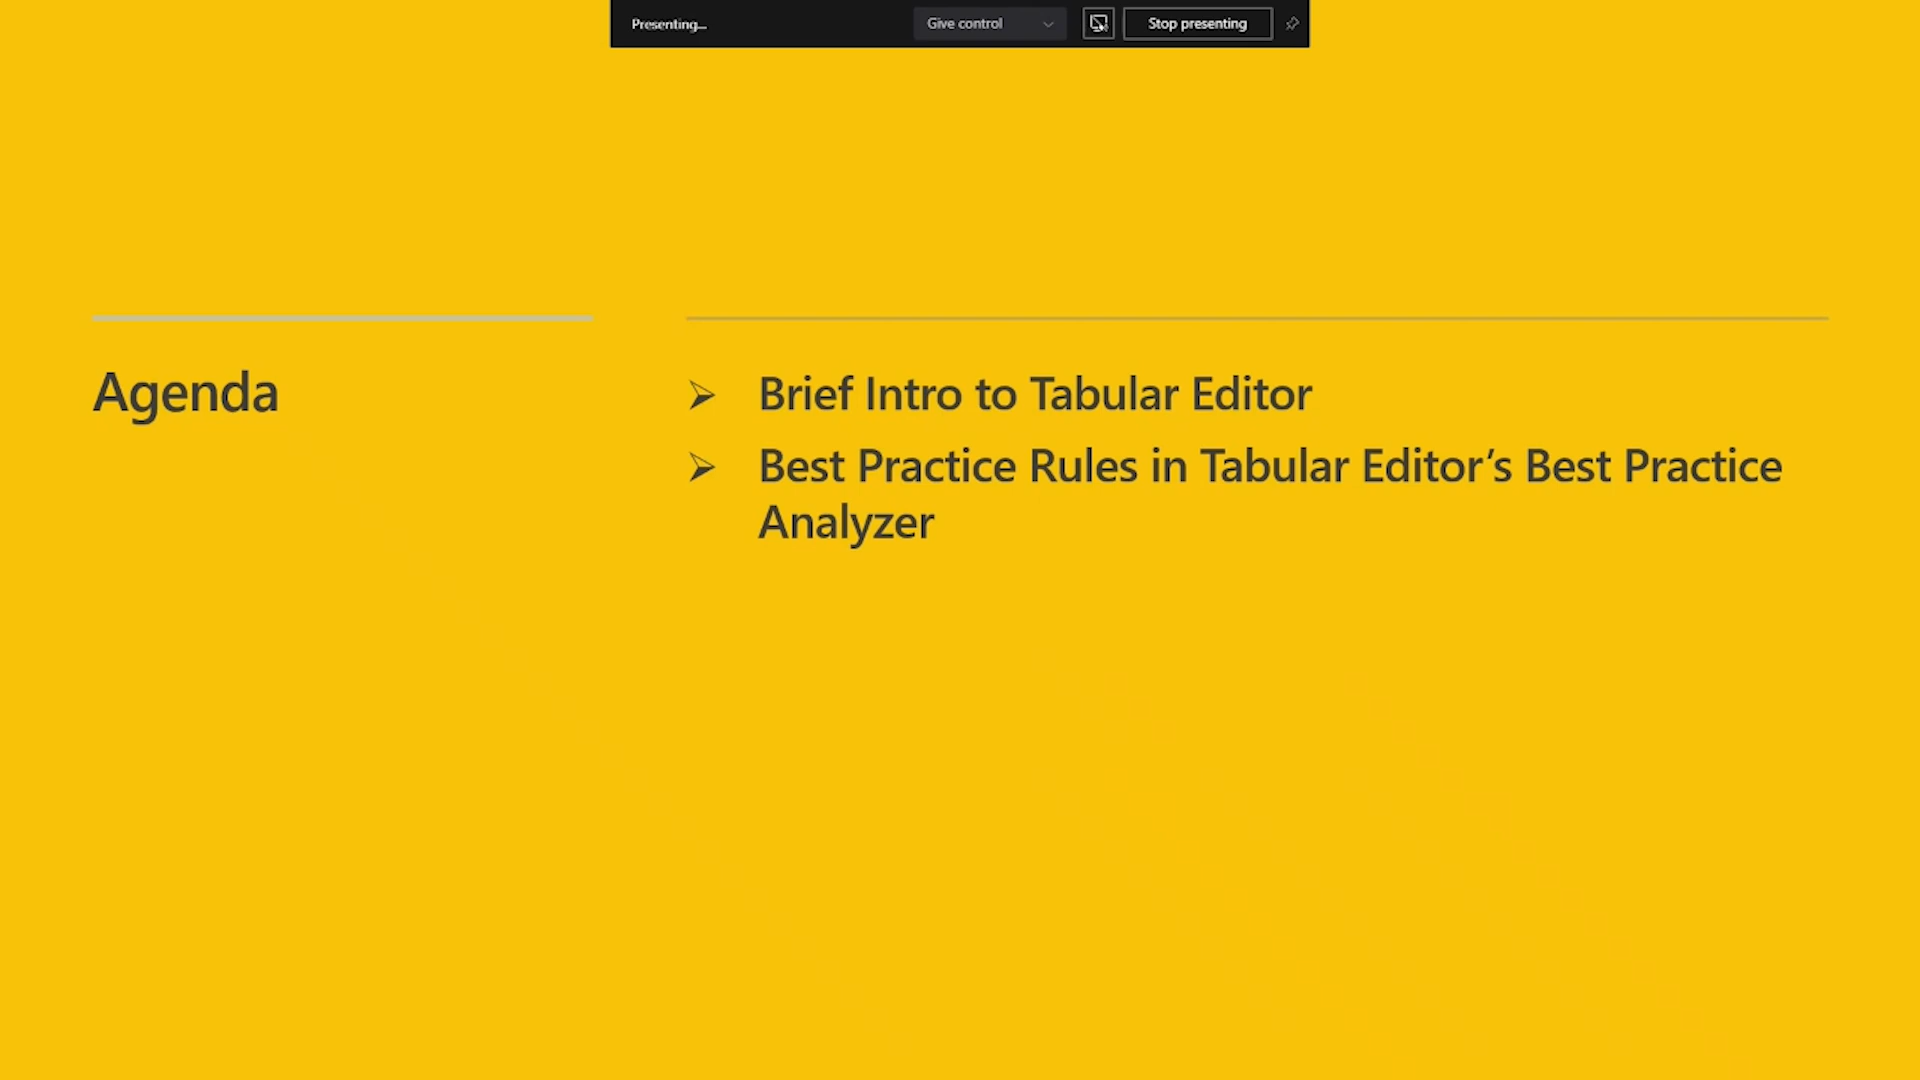 Presenting...
Give control
Stop presenting
Agenda
Brief Intro to Tabular Editor
Best Practice Rules in Tabular Editor’s Best Practice
Analyzer